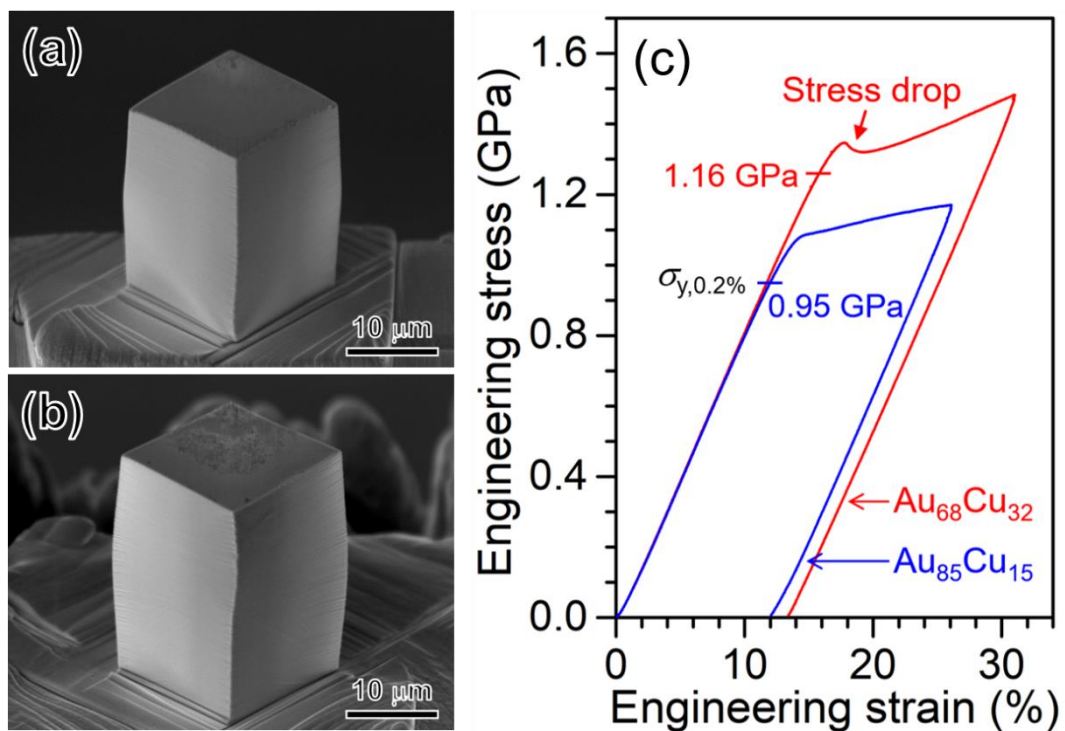 (a)
10 μm
(b)
10 μm
(c)
Engineering stress (GPa)
1.6
1.2
0.8
0.4
0.0
Stress drop
1.16 GPa
σy,0.2%
0.95 GPa
Au68Cu32
Au85Cu15
0 10 20 30
Engineering strain (%)